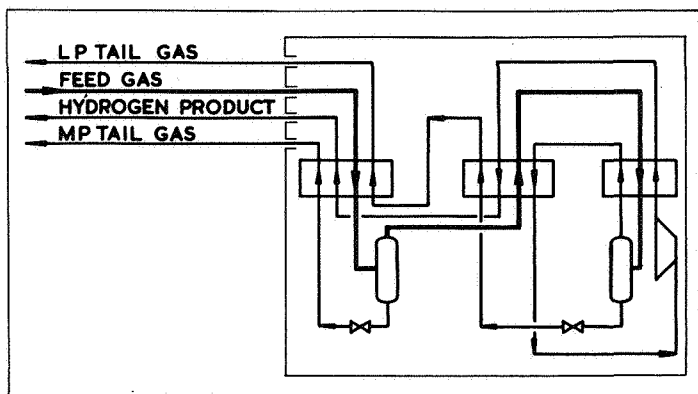 LP TAIL GAS
FEED GAS
HYDROGEN PRODUCT
MP TAIL GAS